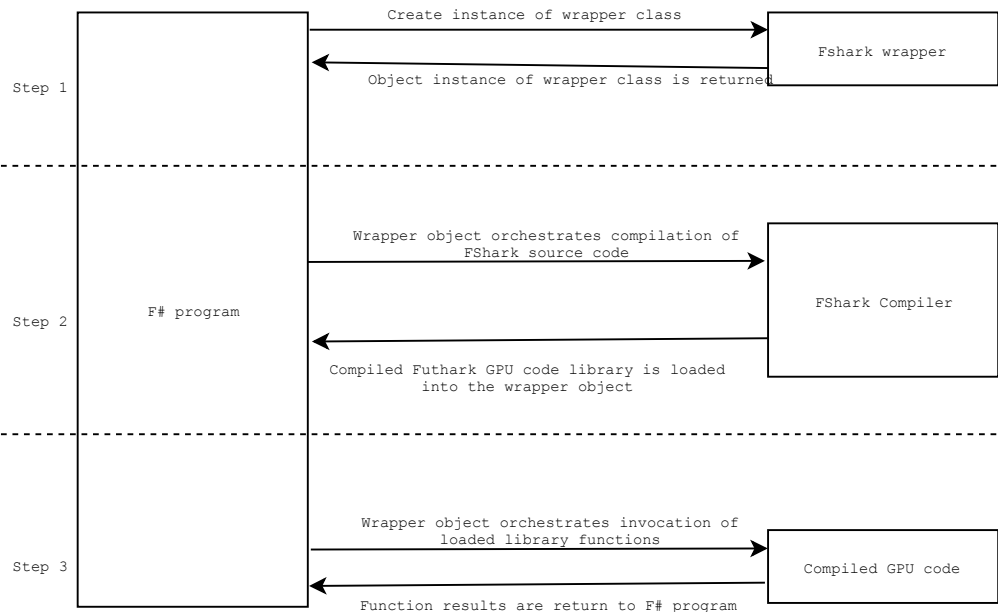 Create instance of wrapper class
Fshark wrapper
Object instance of wrapper class is returned
Step 1
Wrapper object orchestrates compilation of
FShark source code
F# program
FShark Compiler
Step 2
Compiled Futhark GPU code library is loaded
into the wrapper object
Wrapper object orchestrates invocation of
loaded library functions
Step 3
Compiled GPU code
Function results are return to F# program